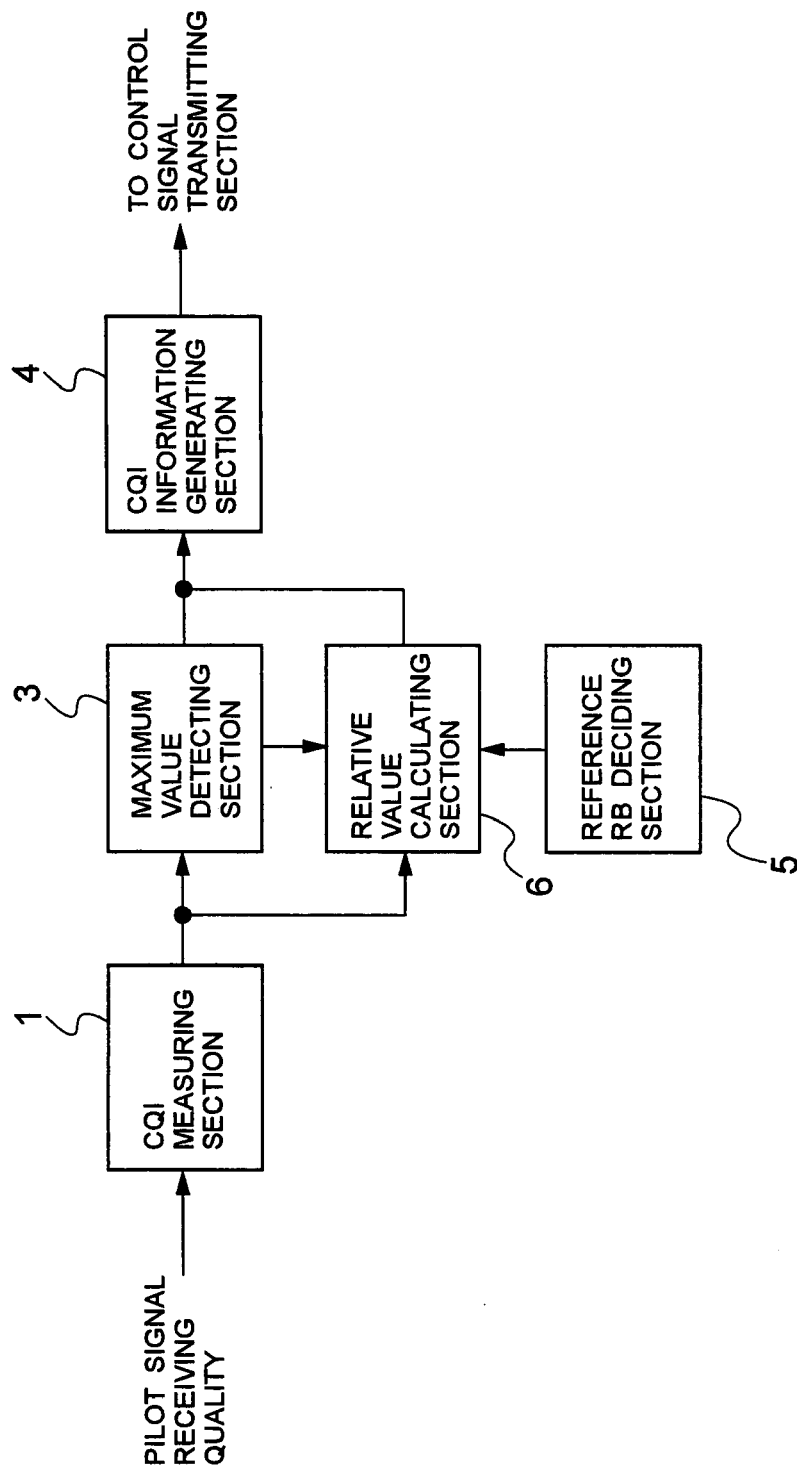 PILOT SIGNAL
RECEIVING
QUALITY
1
CQI
MEASURING
SECTION
3
MAXIMUM
VALUE
DETECTING
SECTION
4
CQI
INFORMATION
GENERATING
SECTION
TO CONTROL
SIGNAL
TRANSMITTING
SECTION
RELATIVE
VALUE
CALCULATING
SECTION
6
REFERENCE
RB DECIDING
SECTION
5